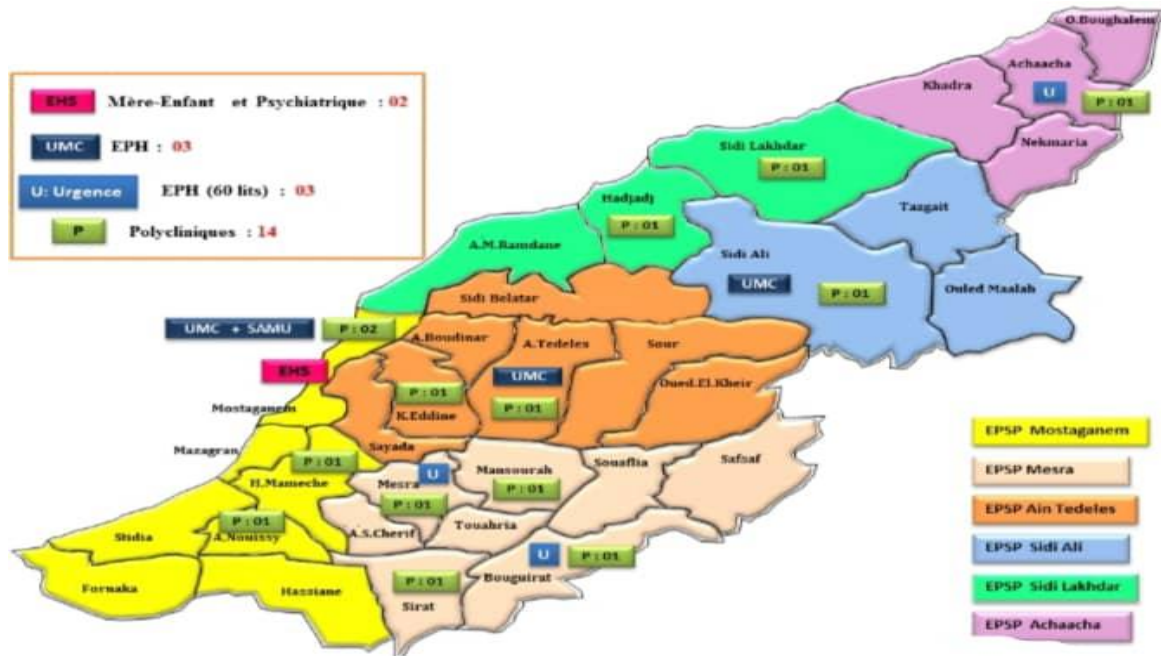 EHS Mère-Enfant et Psychiatrique : 02
UMC EPH : 03
U: Urgence EPH (60 lits) : 03
P Polycliniques : 14
O.Boughalem
Achaacha
U
P : 01
Khadra
Nekmaria
Sidi Lakhdar
P : 01
Hadjadj
P : 01
Tazgait
A.M.Ramdane
Sidi Ali
UMC
P : 01
Ouled Maalah
Sidi Belatar
UMC + SAMU
P : 02
A.Boudinar
A.Tedeles
Sour
EHS
UMC
Oued.El.Kheir
P : 01
P : 01
K.Eddine
Mostaganem
Sayada
Mazagran
P : 01
H.Mameche
Mesra
U
Mansourah
P : 01
Souaflia
Safsaf
P : 01
Stidia
P : 01
A.Nouissy
A.S.Cherif
Touahria
U
P : 01
Fornaka
Hassiane
P : 01
Sirat
Bouguirat
EPSP Mostaganem
EPSP Mesra
EPSP Ain Tedeles
EPSP Sidi Ali
EPSP Sidi Lakhdar
EPSP Achaacha